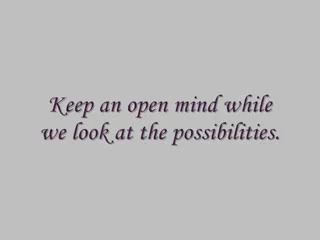 Keep an open mind while
we look at the possibilities.